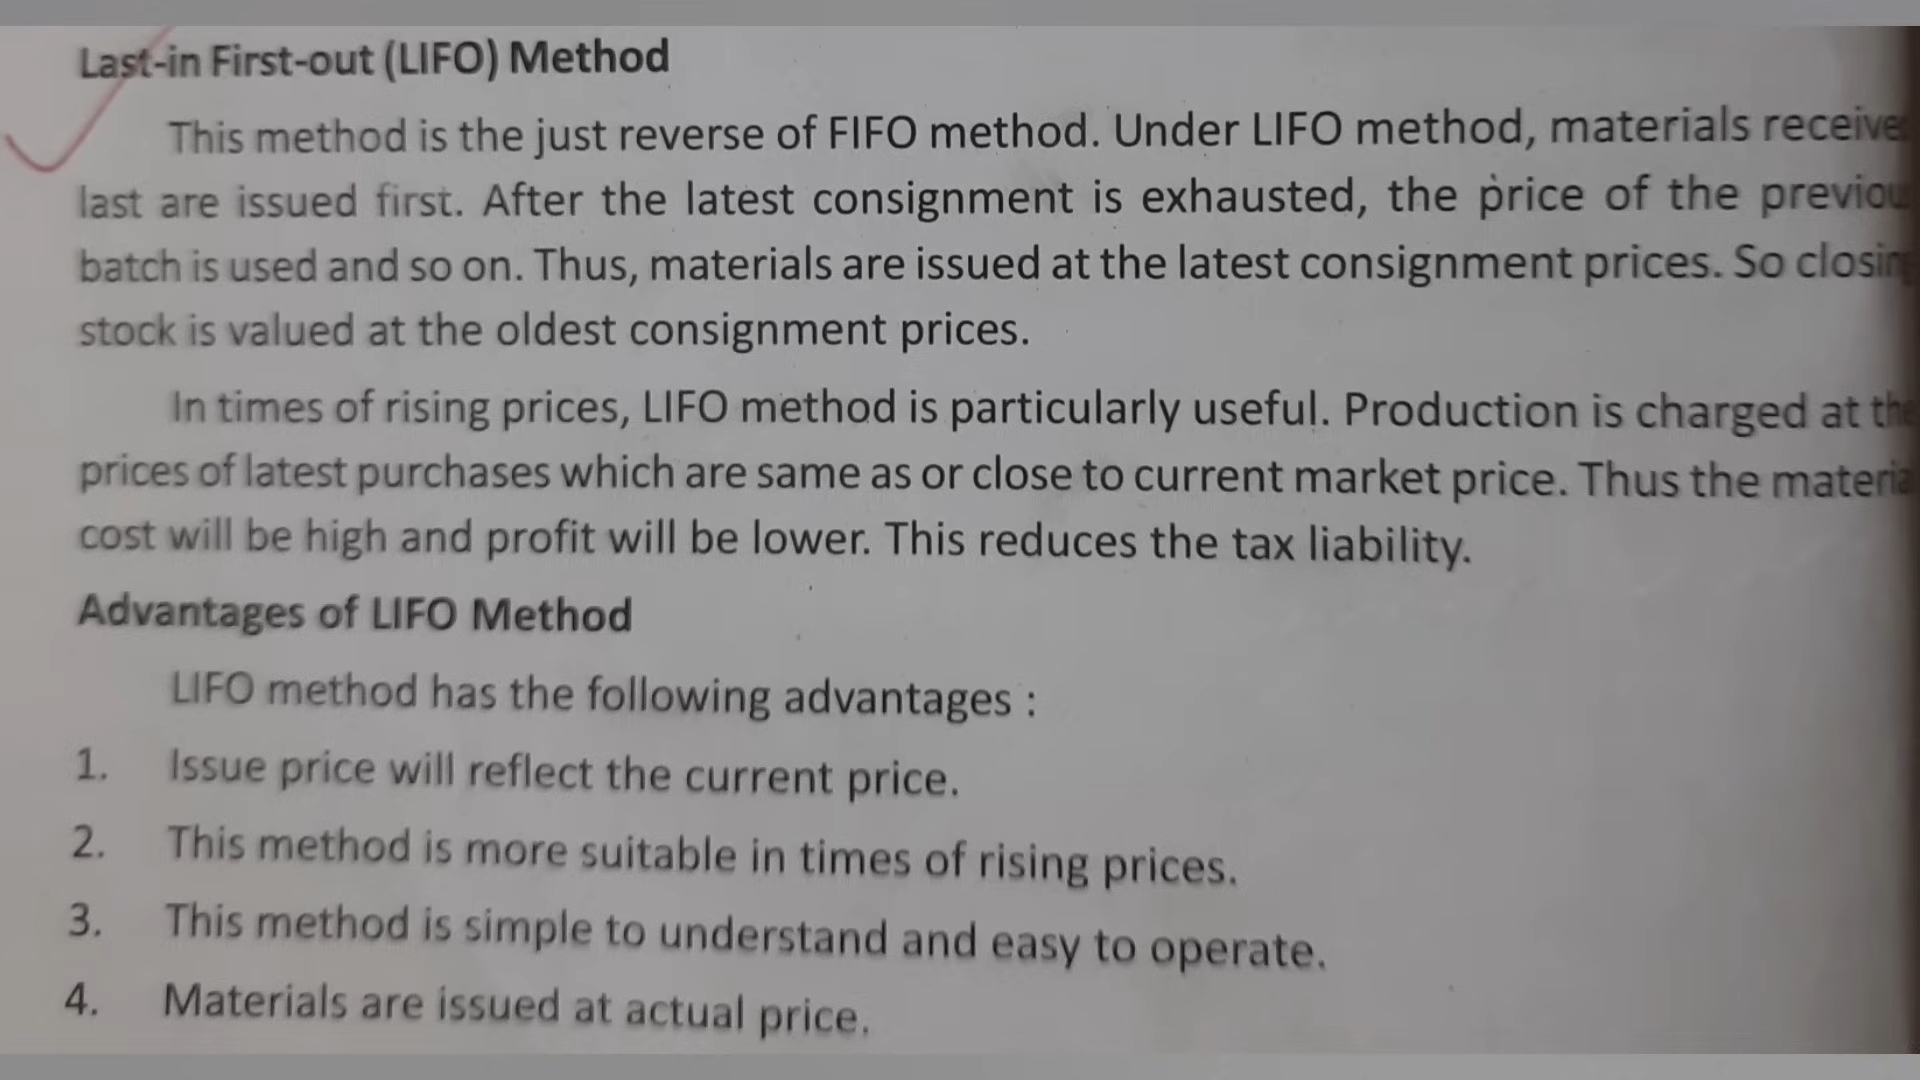 Last-in First-out (LIFO) Method
This method is the just reverse of FIFO method. Under LIFO method, materials receive
last are issued first. After the latest consignment is exhausted, the price of the previou
batch is used and so on. Thus, materials are issued at the latest consignment prices. So closin
stock is valued at the oldest consignment prices.
In times of rising prices, LIFO method is particularly useful. Production is charged at the
prices of latest purchases which are same as or close to current market price. Thus the materia
cost will be high and profit will be lower. This reduces the tax liability.
Advantages of LIFO Method
LIFO method has the following advantages :
1. Issue price will reflect the current price.
2. This method is more suitable in times of rising prices.
3. This method is simple to understand and easy to operate.
4. Materials are issued at actual price.